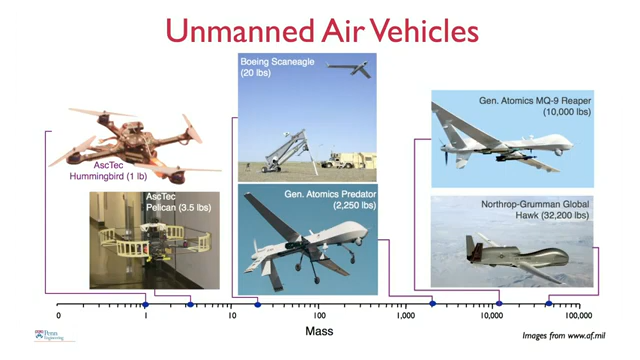 Unmanned Air Vehicles
Boeing Scaneagle
(20 lbs)
Gen. Atomics MQ-9 Reaper
(10,000 lbs)
AscTec
Hummingbird (1 lb)
AscTec
Pelican (3.5 lbs)
Gen. Atomics Predator
(2,250 lbs)
Northrop-Grumman Global
Hawk (32,200 lbs)
0 1 10 100 1,000 10,000 100,000
Mass
Penn
Engineering
Images from www.af.mil